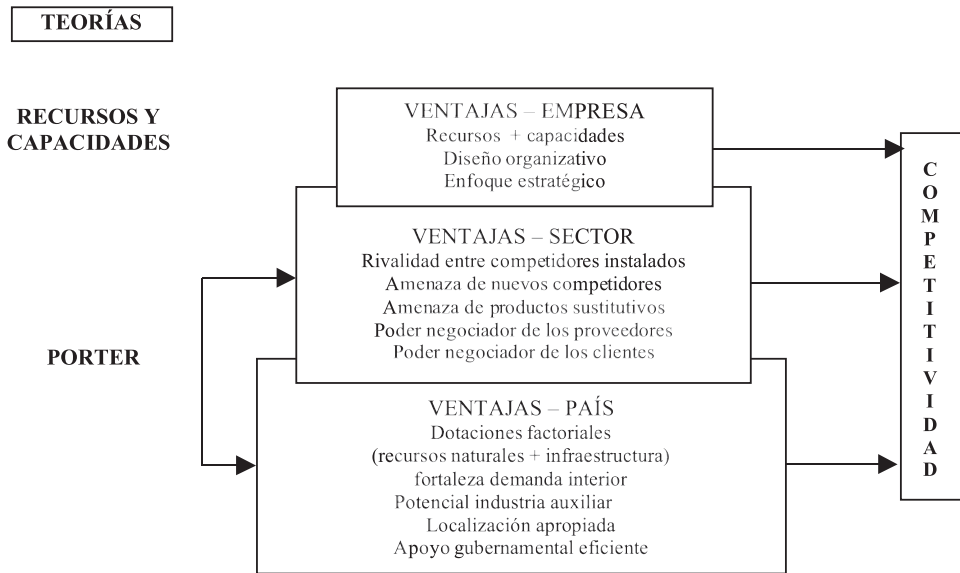 TEORÍAS
RECURSOS Y
CAPACIDADES
VENTAJAS – EMPRESA
Recursos + capacidades
Diseño organizativo
Enfoque estratégico
VENTAJAS – SECTOR
Rivalidad entre competidores instalados
Amenaza de nuevos competidores
Amenaza de productos sustitutivos
Poder negociador de los proveedores
Poder negociador de los clientes
PORTER
VENTAJAS – PAÍS
Dotaciones factoriales
(recursos naturales + infraestructura)
fortaleza demanda interior
Potencial industria auxiliar
Localización apropiada
Apoyo gubernamental eficiente
COMPETITIVIDAD